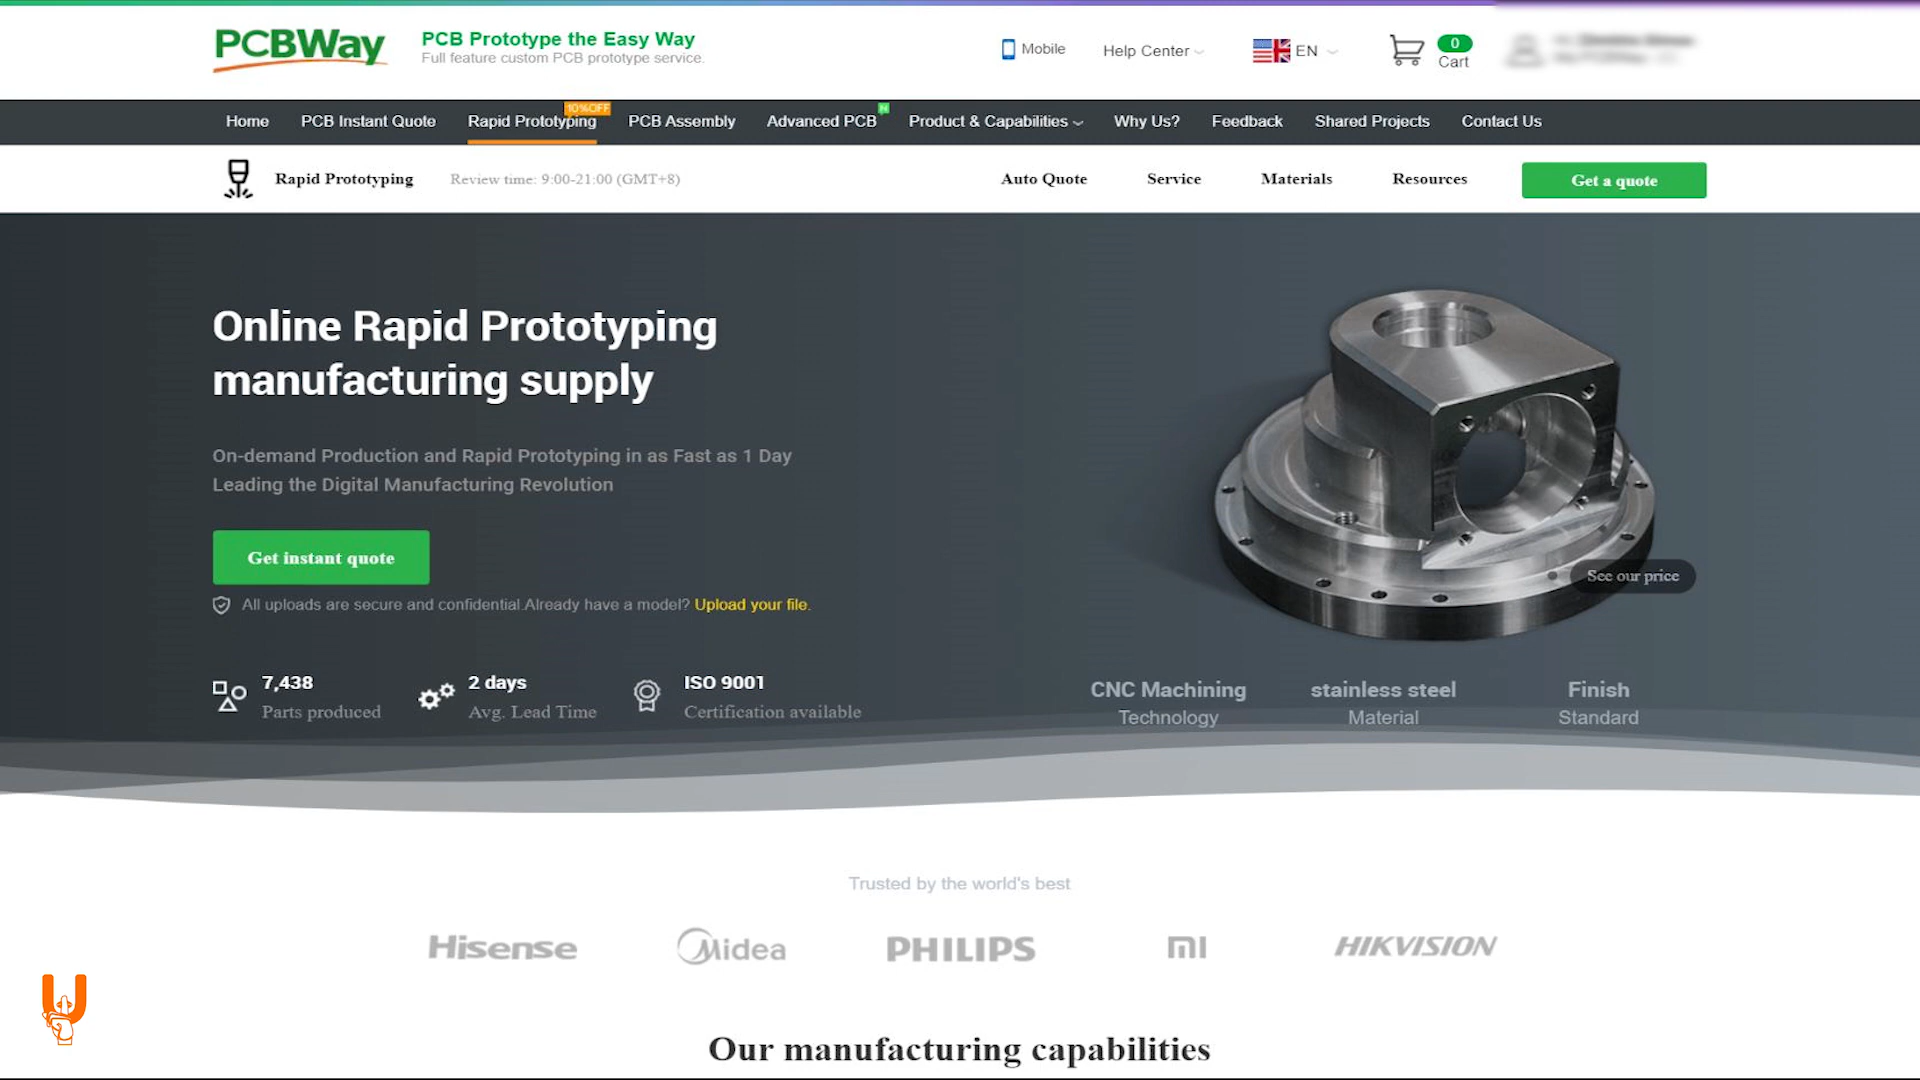 PCBWay
PCB Prototype the Easy Way
Full feature custom PCB prototype service.
Mobile
Help Center
EN
0
Cart
Home
PCB Instant Quote
10%OFF
Rapid Prototyping
PCB Assembly
Advanced PCB
N
Product & Capabilities
Why Us?
Feedback
Shared Projects
Contact Us
Rapid Prototyping
Review time: 9:00-21:00 (GMT+8)
Auto Quote
Service
Materials
Resources
Get a quote
Online Rapid Prototyping
manufacturing supply
On-demand Production and Rapid Prototyping in as Fast as 1 Day
Leading the Digital Manufacturing Revolution
Get instant quote
All uploads are secure and confidential.Already have a model? Upload your file.
7,438
Parts produced
2 days
Avg. Lead Time
ISO 9001
Certification available
See our price
CNC Machining
Technology
stainless steel
Material
Finish
Standard
Trusted by the world's best
Hisense
Midea
PHILIPS
mi
HIKVISION
Our manufacturing capabilities